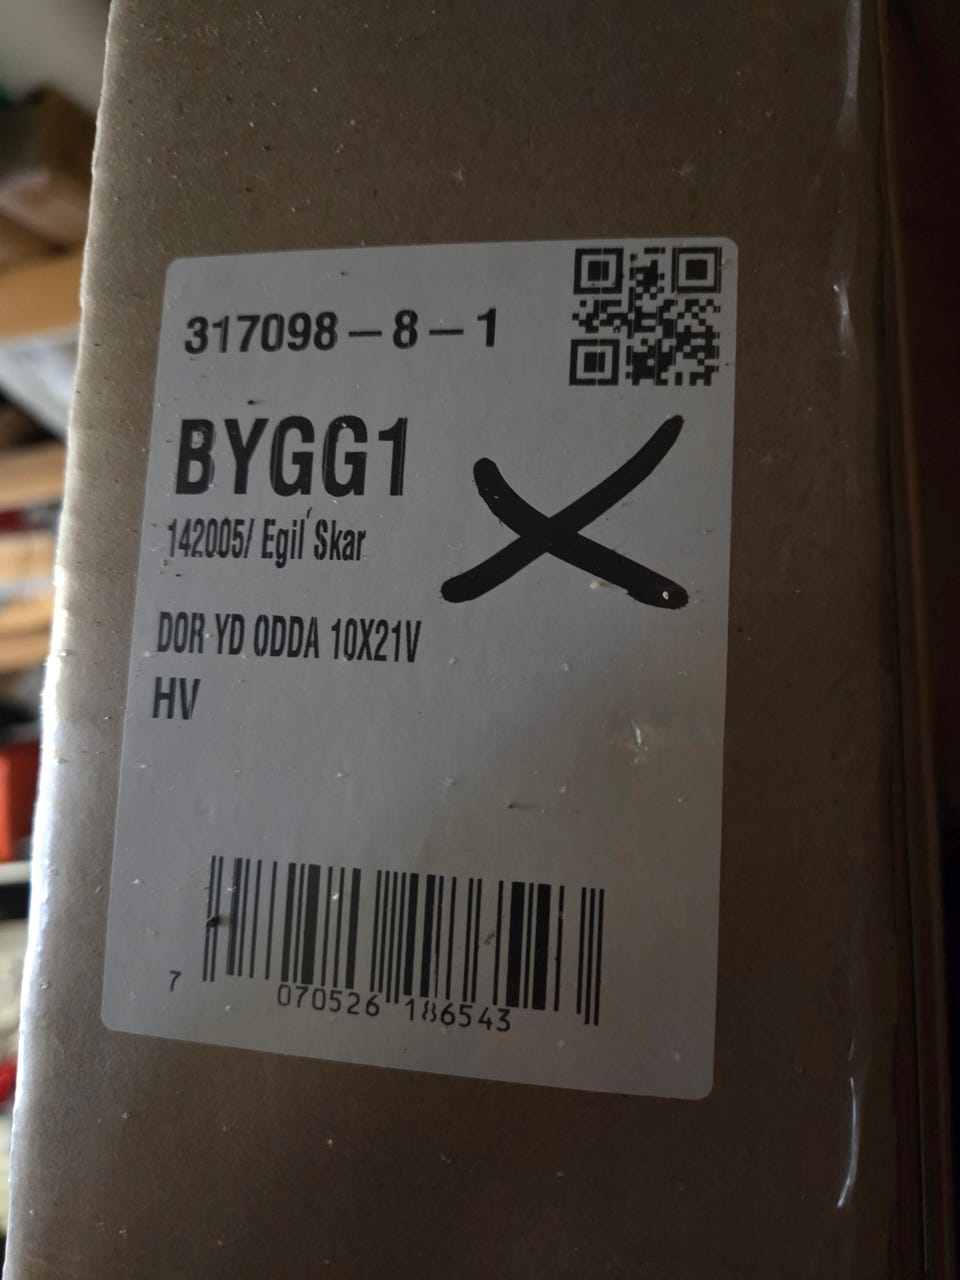 317098-8-1
BYGG1
142005/ Egil Skar
DOR YD ODDA 10X21V
HV
7 070526 186543